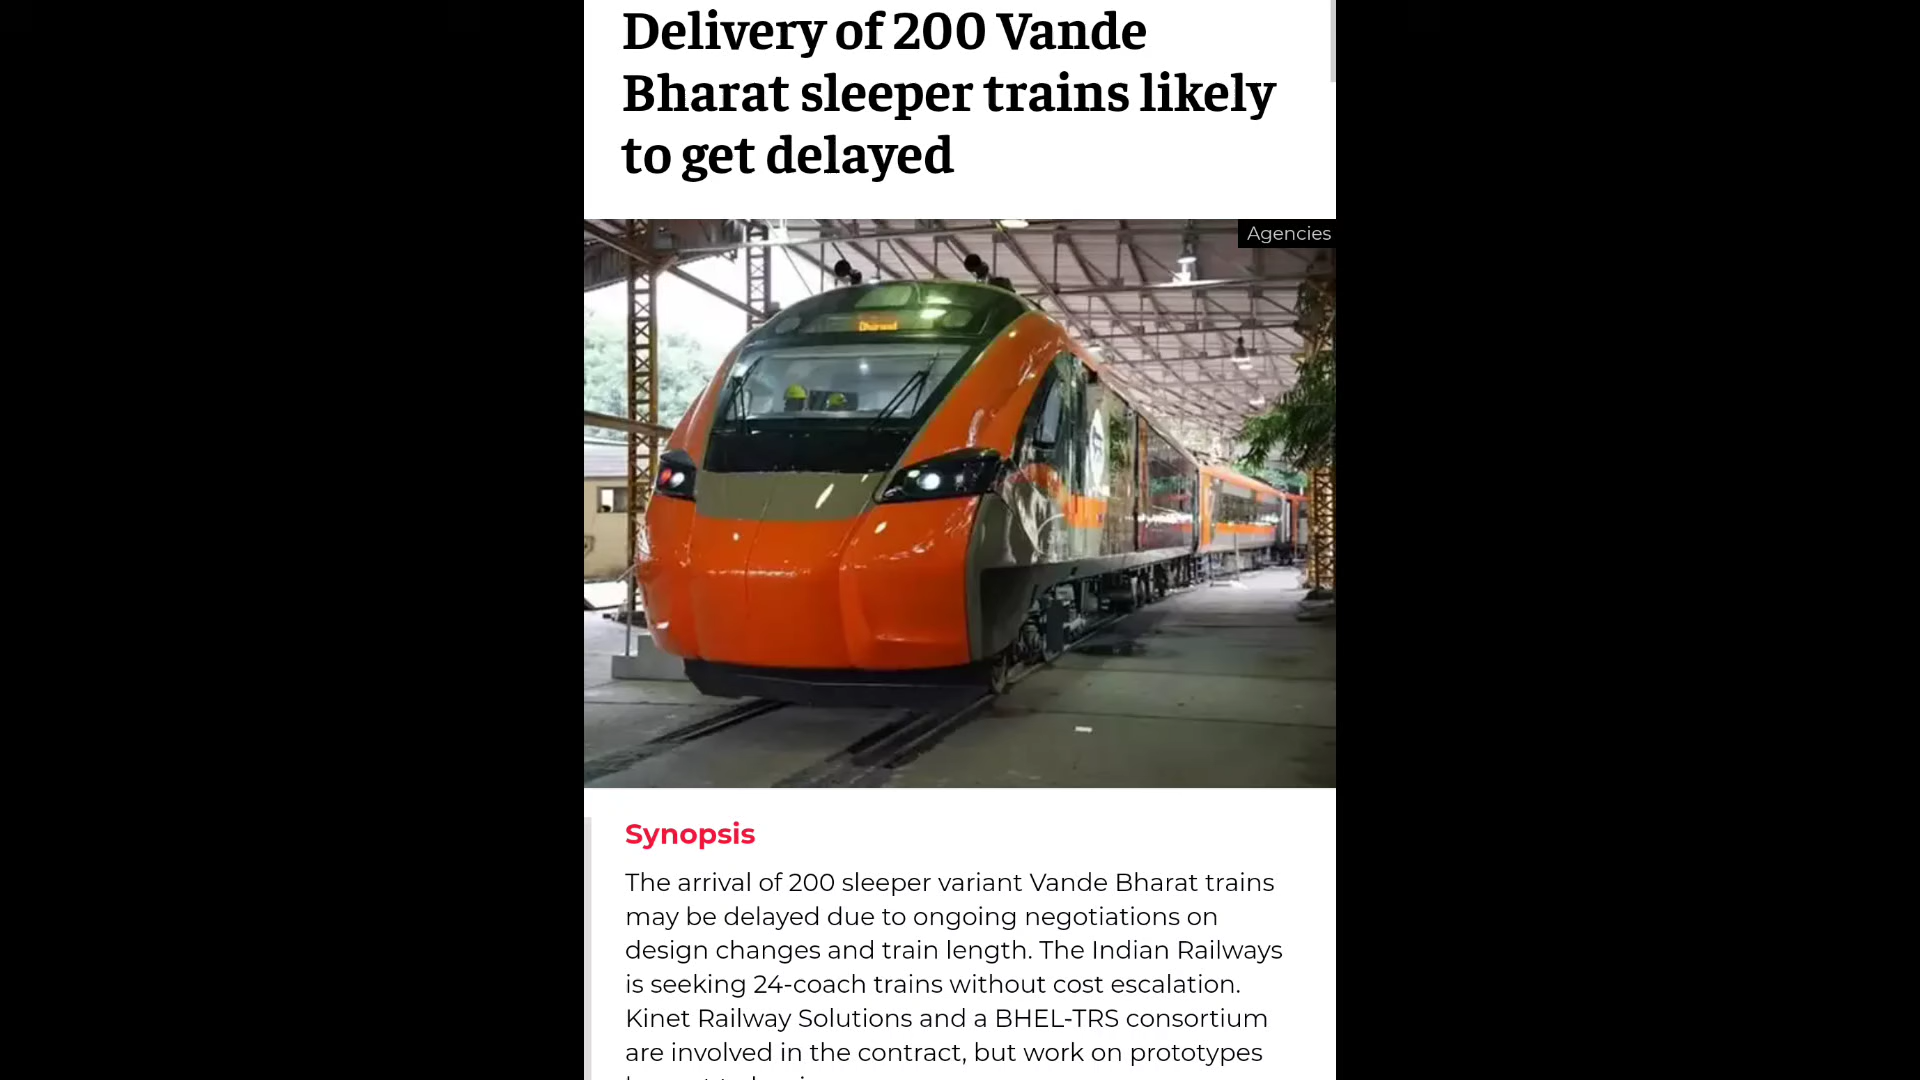 Delivery of 200 Vande
Bharat sleeper trains likely
to get delayed
Agencies
Dharwad
Synopsis
The arrival of 200 sleeper variant Vande Bharat trains
may be delayed due to ongoing negotiations on
design changes and train length. The Indian Railways
is seeking 24-coach trains without cost escalation.
Kinet Railway Solutions and a BHEL-TRS consortium
are involved in the contract, but work on prototypes